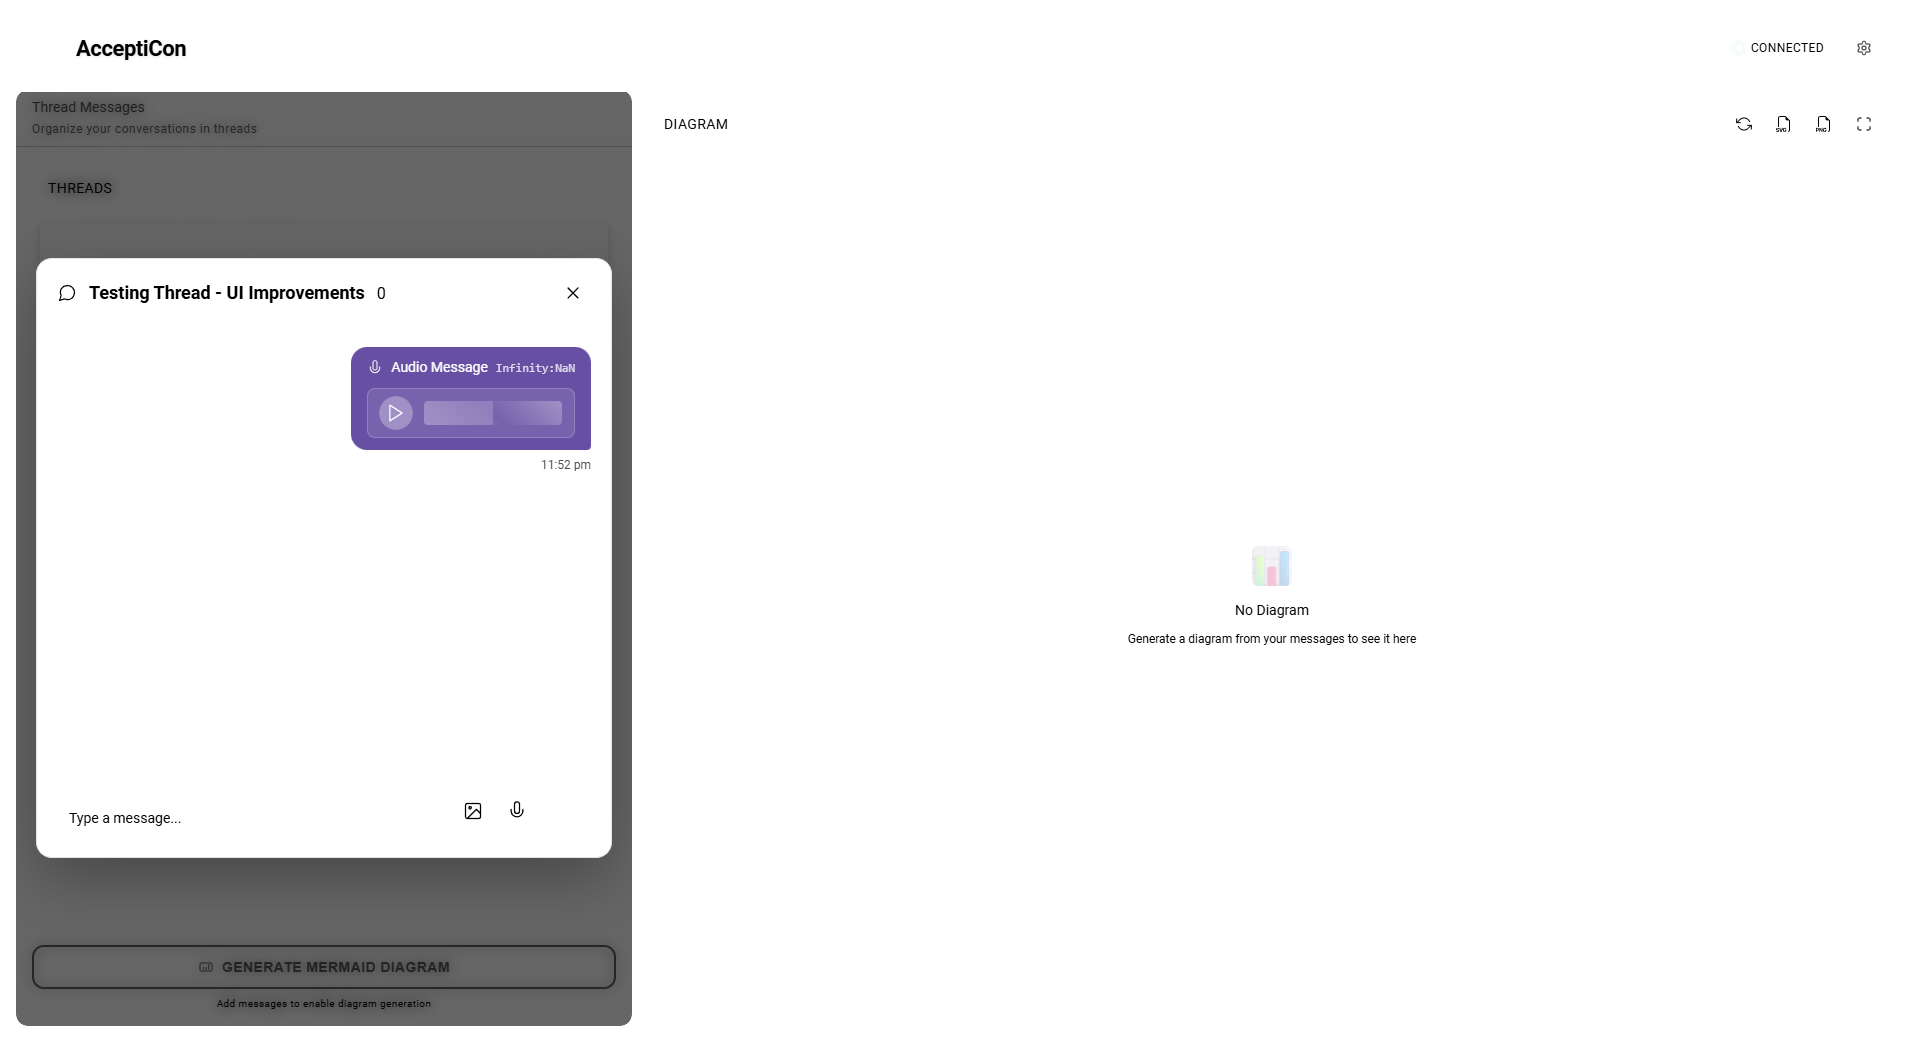 AcceptiCon
CONNECTED
Thread Messages
Organize your conversations in threads
THREADS
Testing Thread - UI Improvements 0
Audio Message Infinity:NaN
11:52 pm
Type a message...
GENERATE MERMAID DIAGRAM
Add messages to enable diagram generation
DIAGRAM
SVG
PNG
No Diagram
Generate a diagram from your messages to see it here